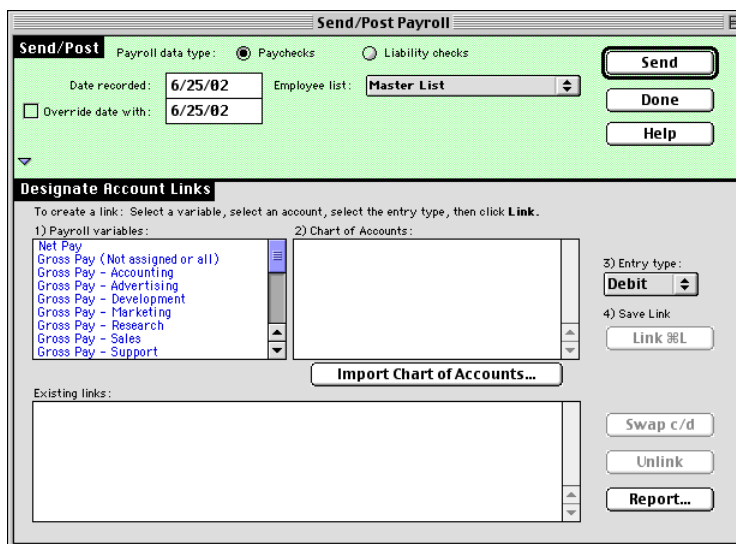 Send/Post Payroll
Send/Post Payroll data type: Paychecks Liability checks
Send
Date recorded: 6/25/02 Employee list: Master List
Done
Override date with: 6/25/02
Help
Designate Account Links
To create a link: Select a variable, select an account, select the entry type, then click Link.
1) Payroll variables: 2) Chart of Accounts:
Net Pay
Gross Pay (Not assigned or all)
Gross Pay - Accounting
Gross Pay - Advertising
Gross Pay - Development
Gross Pay - Marketing
Gross Pay - Research
Gross Pay - Sales
Gross Pay - Support
3) Entry type:
Debit
4) Save Link
Link ⌘L
Import Chart of Accounts...
Existing links:
Swap c/d
Unlink
Report...